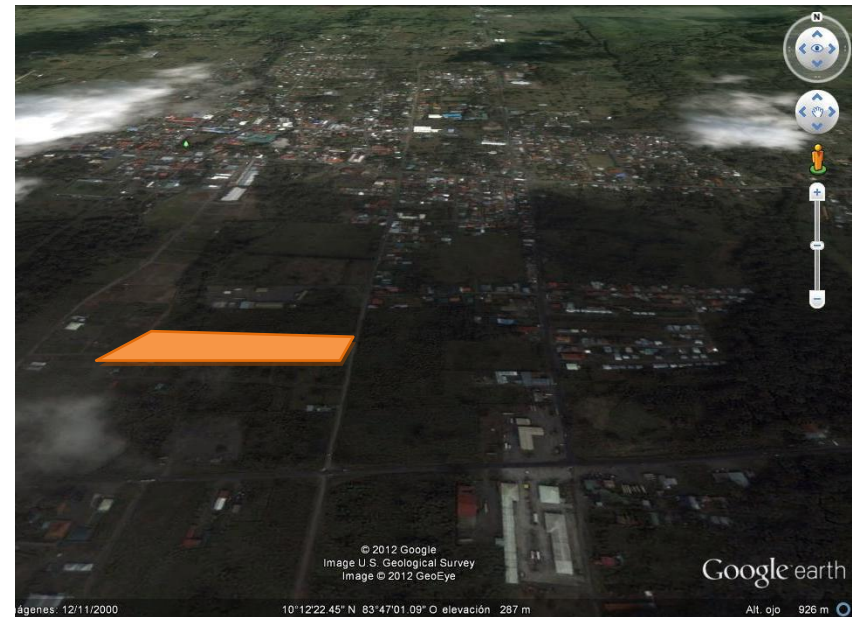 N
© 2012 Google
Image U.S. Geological Survey
Image © 2012 GeoEye
Google earth
ágenes: 12/11/2000
10°12'22.45" N 83°47'01.09" O elevación 287 m
Alt. ojo 926 m